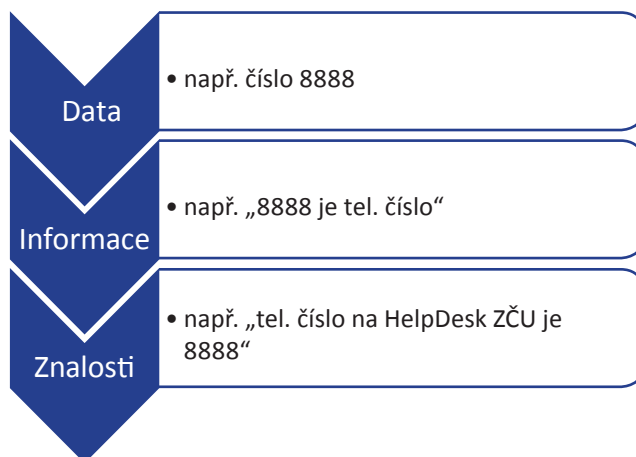 Data
• např. číslo 8888
Informace
• např. „8888 je tel. číslo“
Znalosti
• např. „tel. číslo na HelpDesk ZČU je
8888“